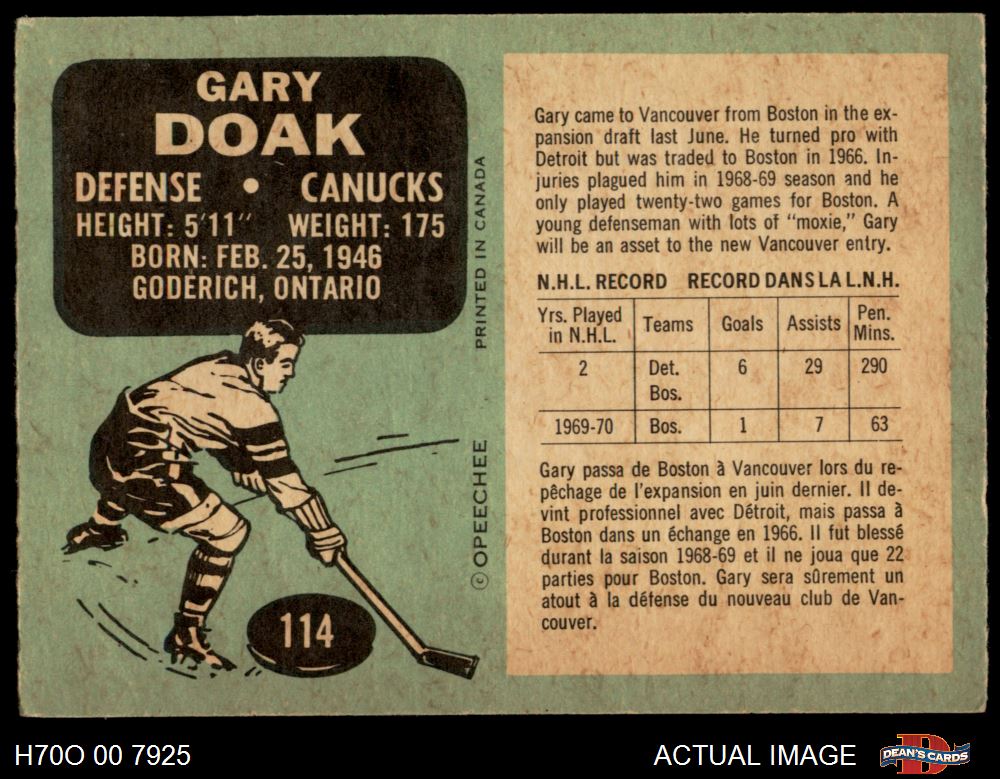 GARY
DOAK
DEFENSE • CANUCKS
HEIGHT: 5'11" WEIGHT: 175
BORN: FEB. 25, 1946
GODERICH, ONTARIO
PRINTED IN CANADA
© OPEECHEE
114
Gary came to Vancouver from Boston in the ex-
pansion draft last June. He turned pro with
Detroit but was traded to Boston in 1966. In-
juries plagued him in 1968-69 season and he
only played twenty-two games for Boston. A
young defenseman with lots of "moxie," Gary
will be an asset to the new Vancouver entry.
N.H.L. RECORD RECORD DANS LA L.N.H.
Yrs. Played in N.H.L. Teams Goals Assists Pen. Mins.
2 Det. Bos. 6 29 290
1969-70 Bos. 1 7 63
Gary passa de Boston à Vancouver lors du re-
pêchage de l'expansion en juin dernier. Il de-
vint professionnel avec Détroit, mais passa à
Boston dans un échange en 1966. Il fut blessé
durant la saison 1968-69 et il ne joua que 22
parties pour Boston. Gary sera sûrement un
atout à la défense du nouveau club de Van-
couver.
H70O 00 7925
ACTUAL IMAGE
DEAN'S CARDS